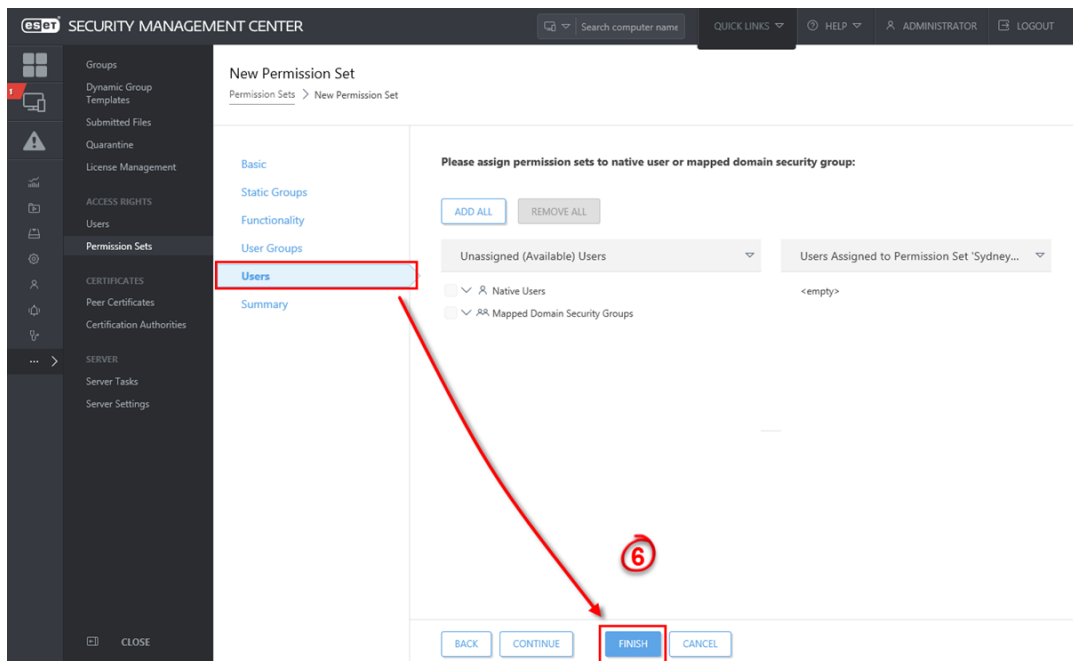 eseT SECURITY MANAGEMENT CENTER
Search computer name
QUICK LINKS
HELP
ADMINISTRATOR
LOGOUT
1
Groups
Dynamic Group
Templates
Submitted Files
Quarantine
License Management
ACCESS RIGHTS
Users
Permission Sets
CERTIFICATES
Peer Certificates
Certification Authorities
SERVER
Server Tasks
Server Settings
CLOSE
New Permission Set
Permission Sets > New Permission Set
Basic
Static Groups
Functionality
User Groups
Users
Summary
Please assign permission sets to native user or mapped domain security group:
ADD ALL
REMOVE ALL
Unassigned (Available) Users
Native Users
Mapped Domain Security Groups
Users Assigned to Permission Set 'Sydney...
<empty>
6
BACK
CONTINUE
FINISH
CANCEL